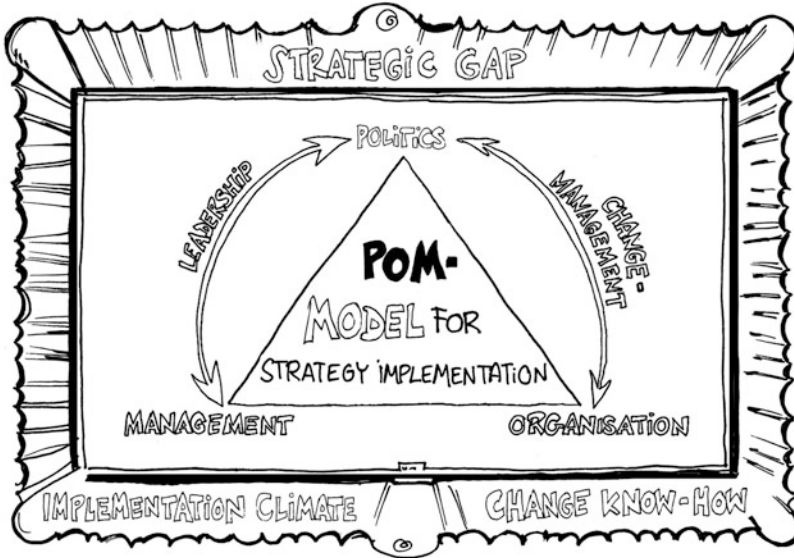 STRATEGIC GAP
POLITICS
LEADERSHIP
CHANGE-
MANAGEMENT
POM-
MODEL FOR
STRATEGY IMPLEMENTATION
MANAGEMENT
ORGANISATION
IMPLEMENTATION CLIMATE
CHANGE KNOW-HOW